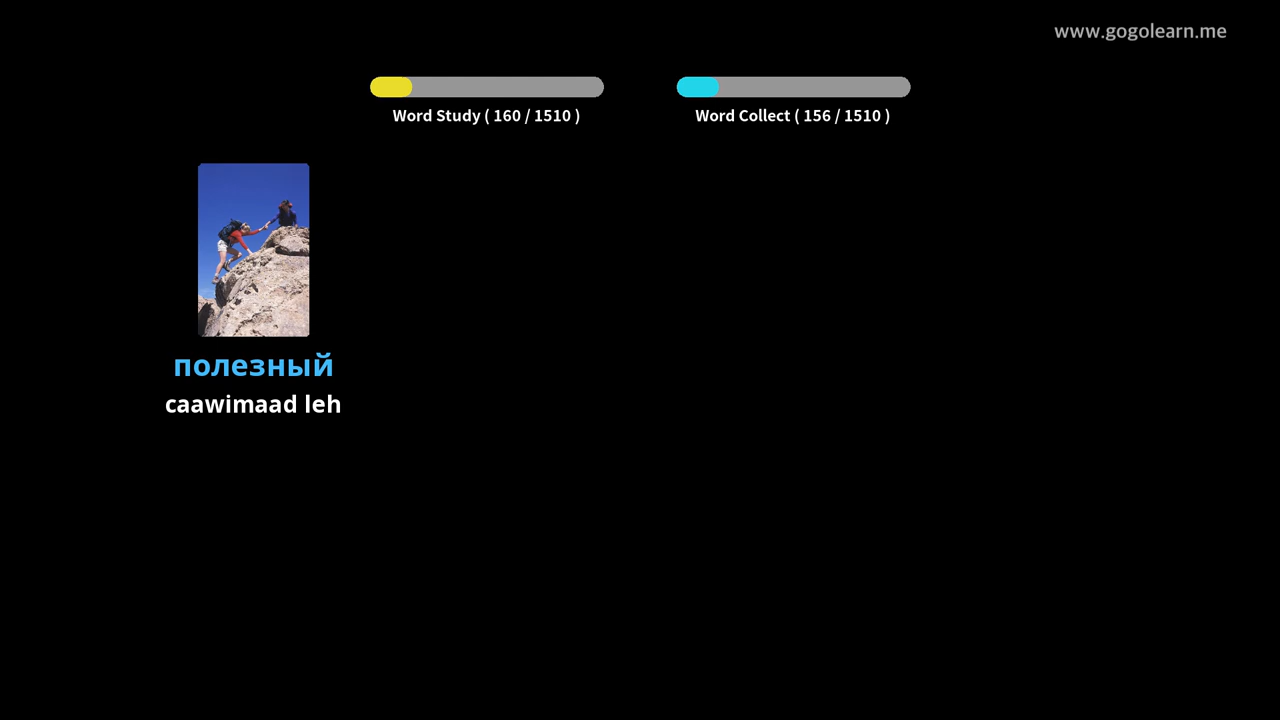 www.gogolearn.me
Word Study ( 160 / 1510 )
Word Collect ( 156 / 1510 )
полезный
caawimaad leh